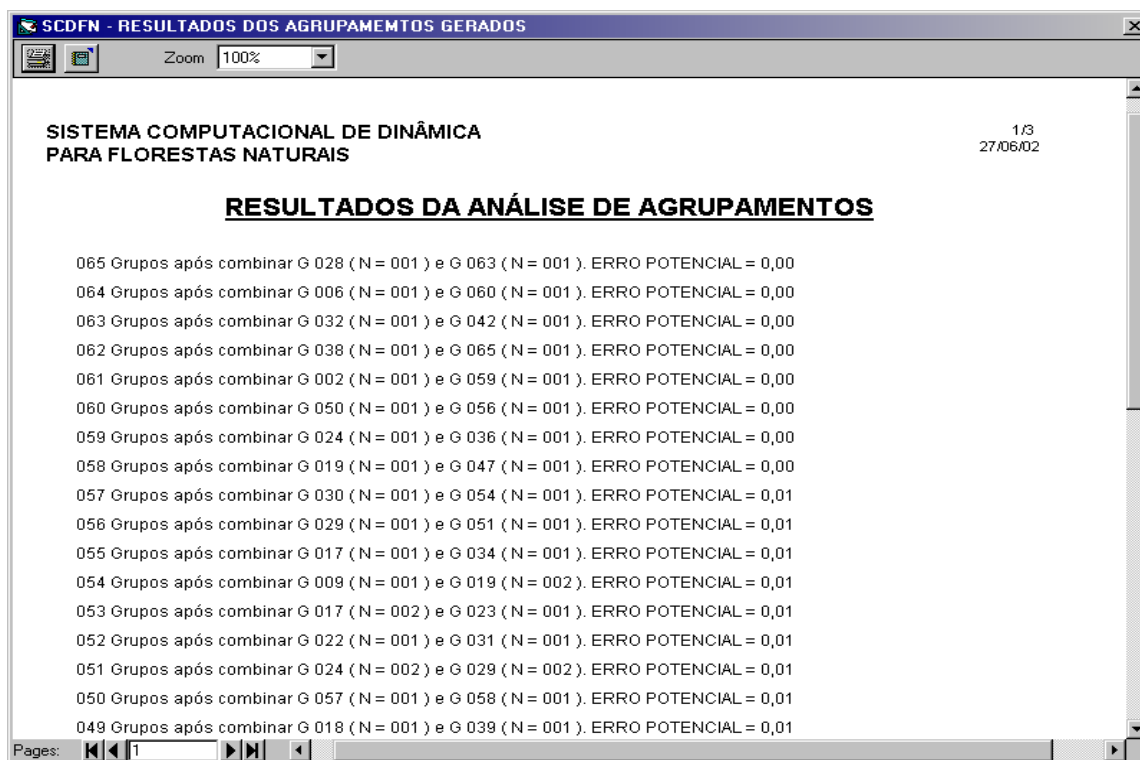 SCDFN - RESULTADOS DOS AGRUPAMEMTOS GERADOS
Zoom 100%
SISTEMA COMPUTACIONAL DE DINÂMICA
PARA FLORESTAS NATURAIS
1/3
27/06/02
RESULTADOS DA ANÁLISE DE AGRUPAMENTOS
065 Grupos após combinar G 028 ( N = 001 ) e G 063 ( N = 001 ). ERRO POTENCIAL = 0,00
064 Grupos após combinar G 006 ( N = 001 ) e G 060 ( N = 001 ). ERRO POTENCIAL = 0,00
063 Grupos após combinar G 032 ( N = 001 ) e G 042 ( N = 001 ). ERRO POTENCIAL = 0,00
062 Grupos após combinar G 038 ( N = 001 ) e G 065 ( N = 001 ). ERRO POTENCIAL = 0,00
061 Grupos após combinar G 002 ( N = 001 ) e G 059 ( N = 001 ). ERRO POTENCIAL = 0,00
060 Grupos após combinar G 050 ( N = 001 ) e G 056 ( N = 001 ). ERRO POTENCIAL = 0,00
059 Grupos após combinar G 024 ( N = 001 ) e G 036 ( N = 001 ). ERRO POTENCIAL = 0,00
058 Grupos após combinar G 019 ( N = 001 ) e G 047 ( N = 001 ). ERRO POTENCIAL = 0,00
057 Grupos após combinar G 030 ( N = 001 ) e G 054 ( N = 001 ). ERRO POTENCIAL = 0,01
056 Grupos após combinar G 029 ( N = 001 ) e G 051 ( N = 001 ). ERRO POTENCIAL = 0,01
055 Grupos após combinar G 017 ( N = 001 ) e G 034 ( N = 001 ). ERRO POTENCIAL = 0,01
054 Grupos após combinar G 009 ( N = 001 ) e G 019 ( N = 002 ). ERRO POTENCIAL = 0,01
053 Grupos após combinar G 017 ( N = 002 ) e G 023 ( N = 001 ). ERRO POTENCIAL = 0,01
052 Grupos após combinar G 022 ( N = 001 ) e G 031 ( N = 001 ). ERRO POTENCIAL = 0,01
051 Grupos após combinar G 024 ( N = 002 ) e G 029 ( N = 002 ). ERRO POTENCIAL = 0,01
050 Grupos após combinar G 057 ( N = 001 ) e G 058 ( N = 001 ). ERRO POTENCIAL = 0,01
049 Grupos após combinar G 018 ( N = 001 ) e G 039 ( N = 001 ). ERRO POTENCIAL = 0,01
Pages: 1